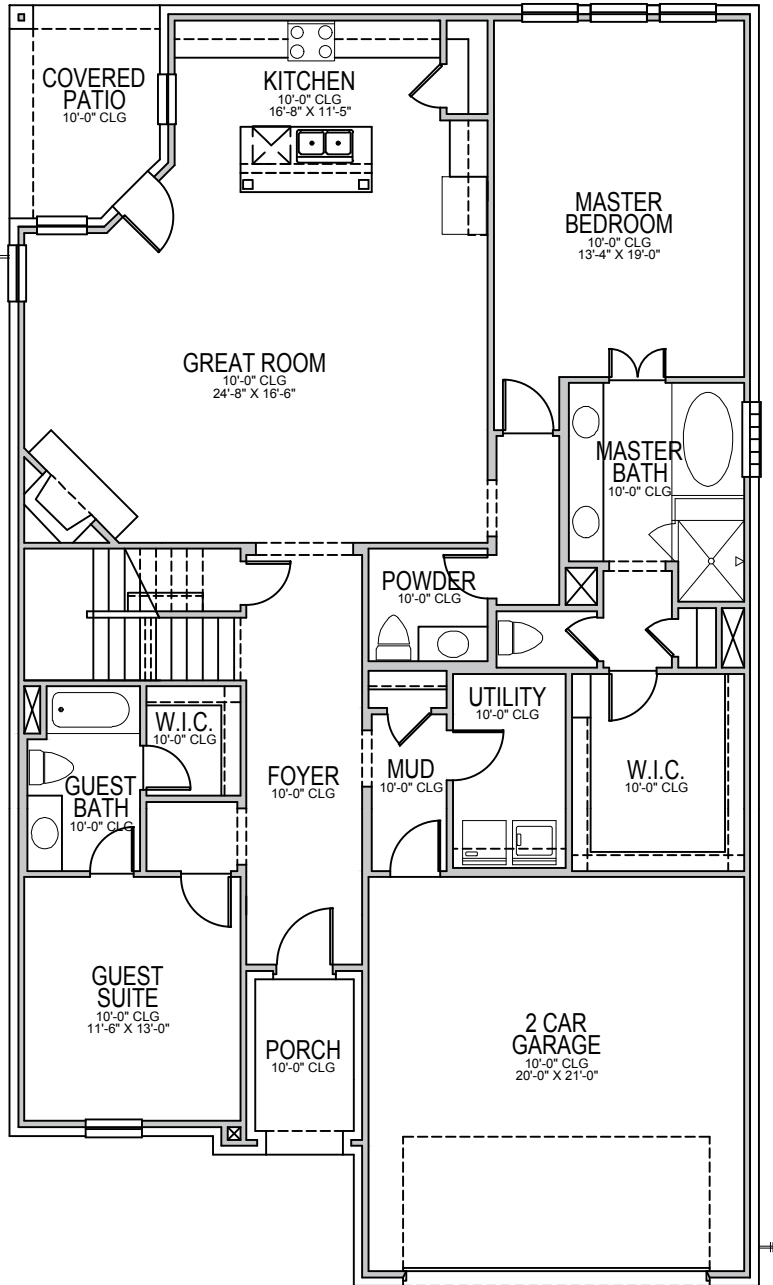 COVERED
PATIO
10'-0" CLG
KITCHEN
10'-0" CLG
16'-8" X 11'-5"
MASTER
BEDROOM
10'-0" CLG
13'-4" X 19'-0"
GREAT ROOM
10'-0" CLG
24'-8" X 16'-6"
MASTER
BATH
10'-0" CLG
POWDER
10'-0" CLG
UTILITY
10'-0" CLG
W.I.C.
10'-0" CLG
FOYER
10'-0" CLG
MUD
10'-0" CLG
W.I.C.
10'-0" CLG
GUEST
BATH
10'-0" CLG
GUEST
SUITE
10'-0" CLG
11'-6" X 13'-0"
PORCH
10'-0" CLG
2 CAR
GARAGE
10'-0" CLG
20'-0" X 21'-0"